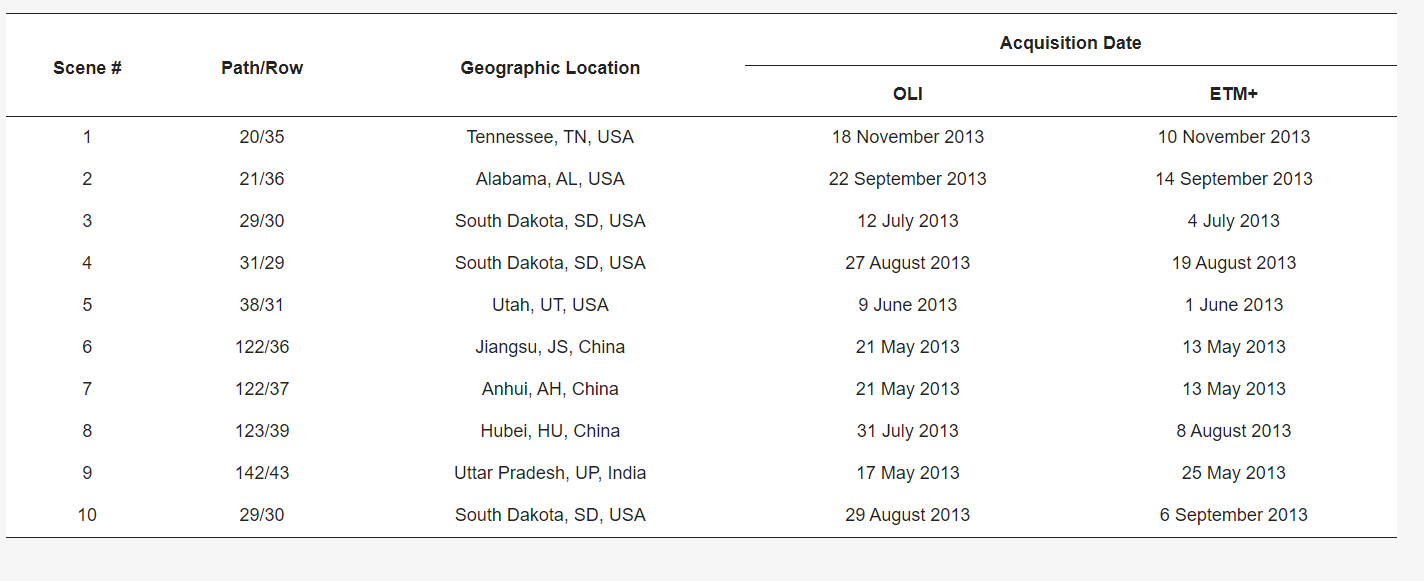 Acquisition Date
Scene # Path/Row Geographic Location
OLI ETM+
1 20/35 Tennessee, TN, USA 18 November 2013 10 November 2013
2 21/36 Alabama, AL, USA 22 September 2013 14 September 2013
3 29/30 South Dakota, SD, USA 12 July 2013 4 July 2013
4 31/29 South Dakota, SD, USA 27 August 2013 19 August 2013
5 38/31 Utah, UT, USA 9 June 2013 1 June 2013
6 122/36 Jiangsu, JS, China 21 May 2013 13 May 2013
7 122/37 Anhui, AH, China 21 May 2013 13 May 2013
8 123/39 Hubei, HU, China 31 July 2013 8 August 2013
9 142/43 Uttar Pradesh, UP, India 17 May 2013 25 May 2013
10 29/30 South Dakota, SD, USA 29 August 2013 6 September 2013